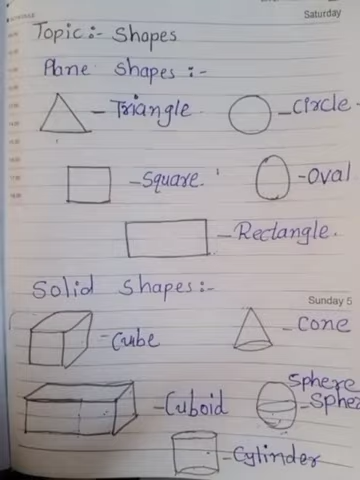 Saturday
Topic:- Shapes
Plane Shapes :-
- Triangle
- Circle -
- Square.
- Oval
- Rectangle.
Solid Shapes :-
Sunday 5
- Cube
- Cone
Sphere
- Cuboid
- Cylinder